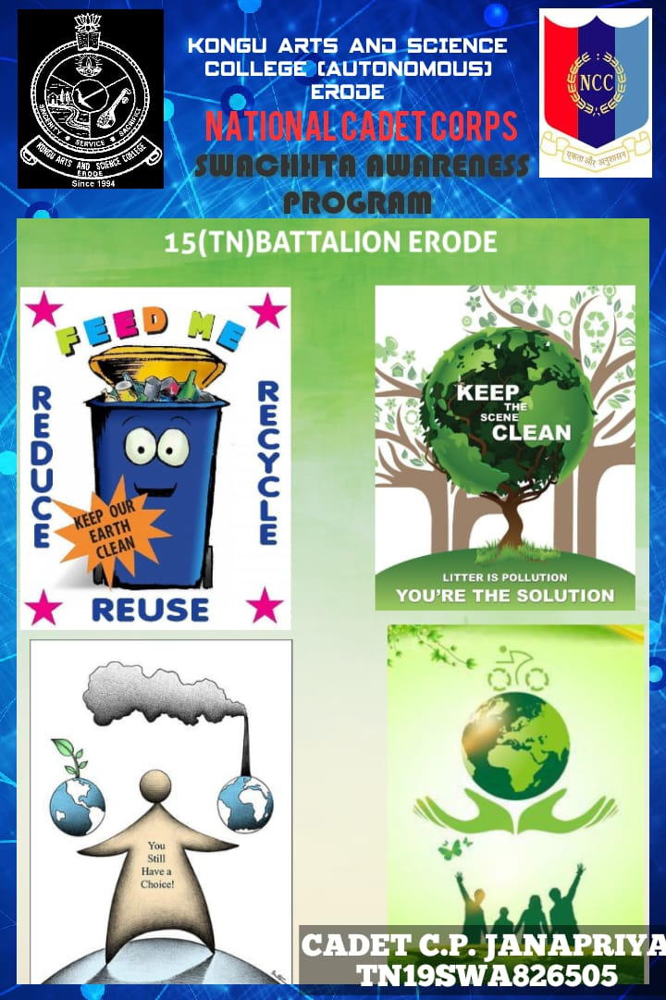 SINCERITY • SERVICE • SACRIFICE
KONGU ARTS AND SCIENCE COLLEGE
ERODE
Since 1994
KONGU ARTS AND SCIENCE
COLLEGE (AUTONOMOUS)
ERODE
NATIONAL CADET CORPS
SWACHHTA AWARENESS
PROGRAM
NCC
एकता और अनुशासन
15(TN)BATTALION ERODE
FEED ME
REDUCE
RECYCLE
KEEP OUR
EARTH
CLEAN
REUSE
KEEP
THE
SCENE
CLEAN
LITTER IS POLLUTION
YOU'RE THE SOLUTION
You
Still
Have a
Choice!
CADET C.P. JANAPRIYA
TN19SWA826505